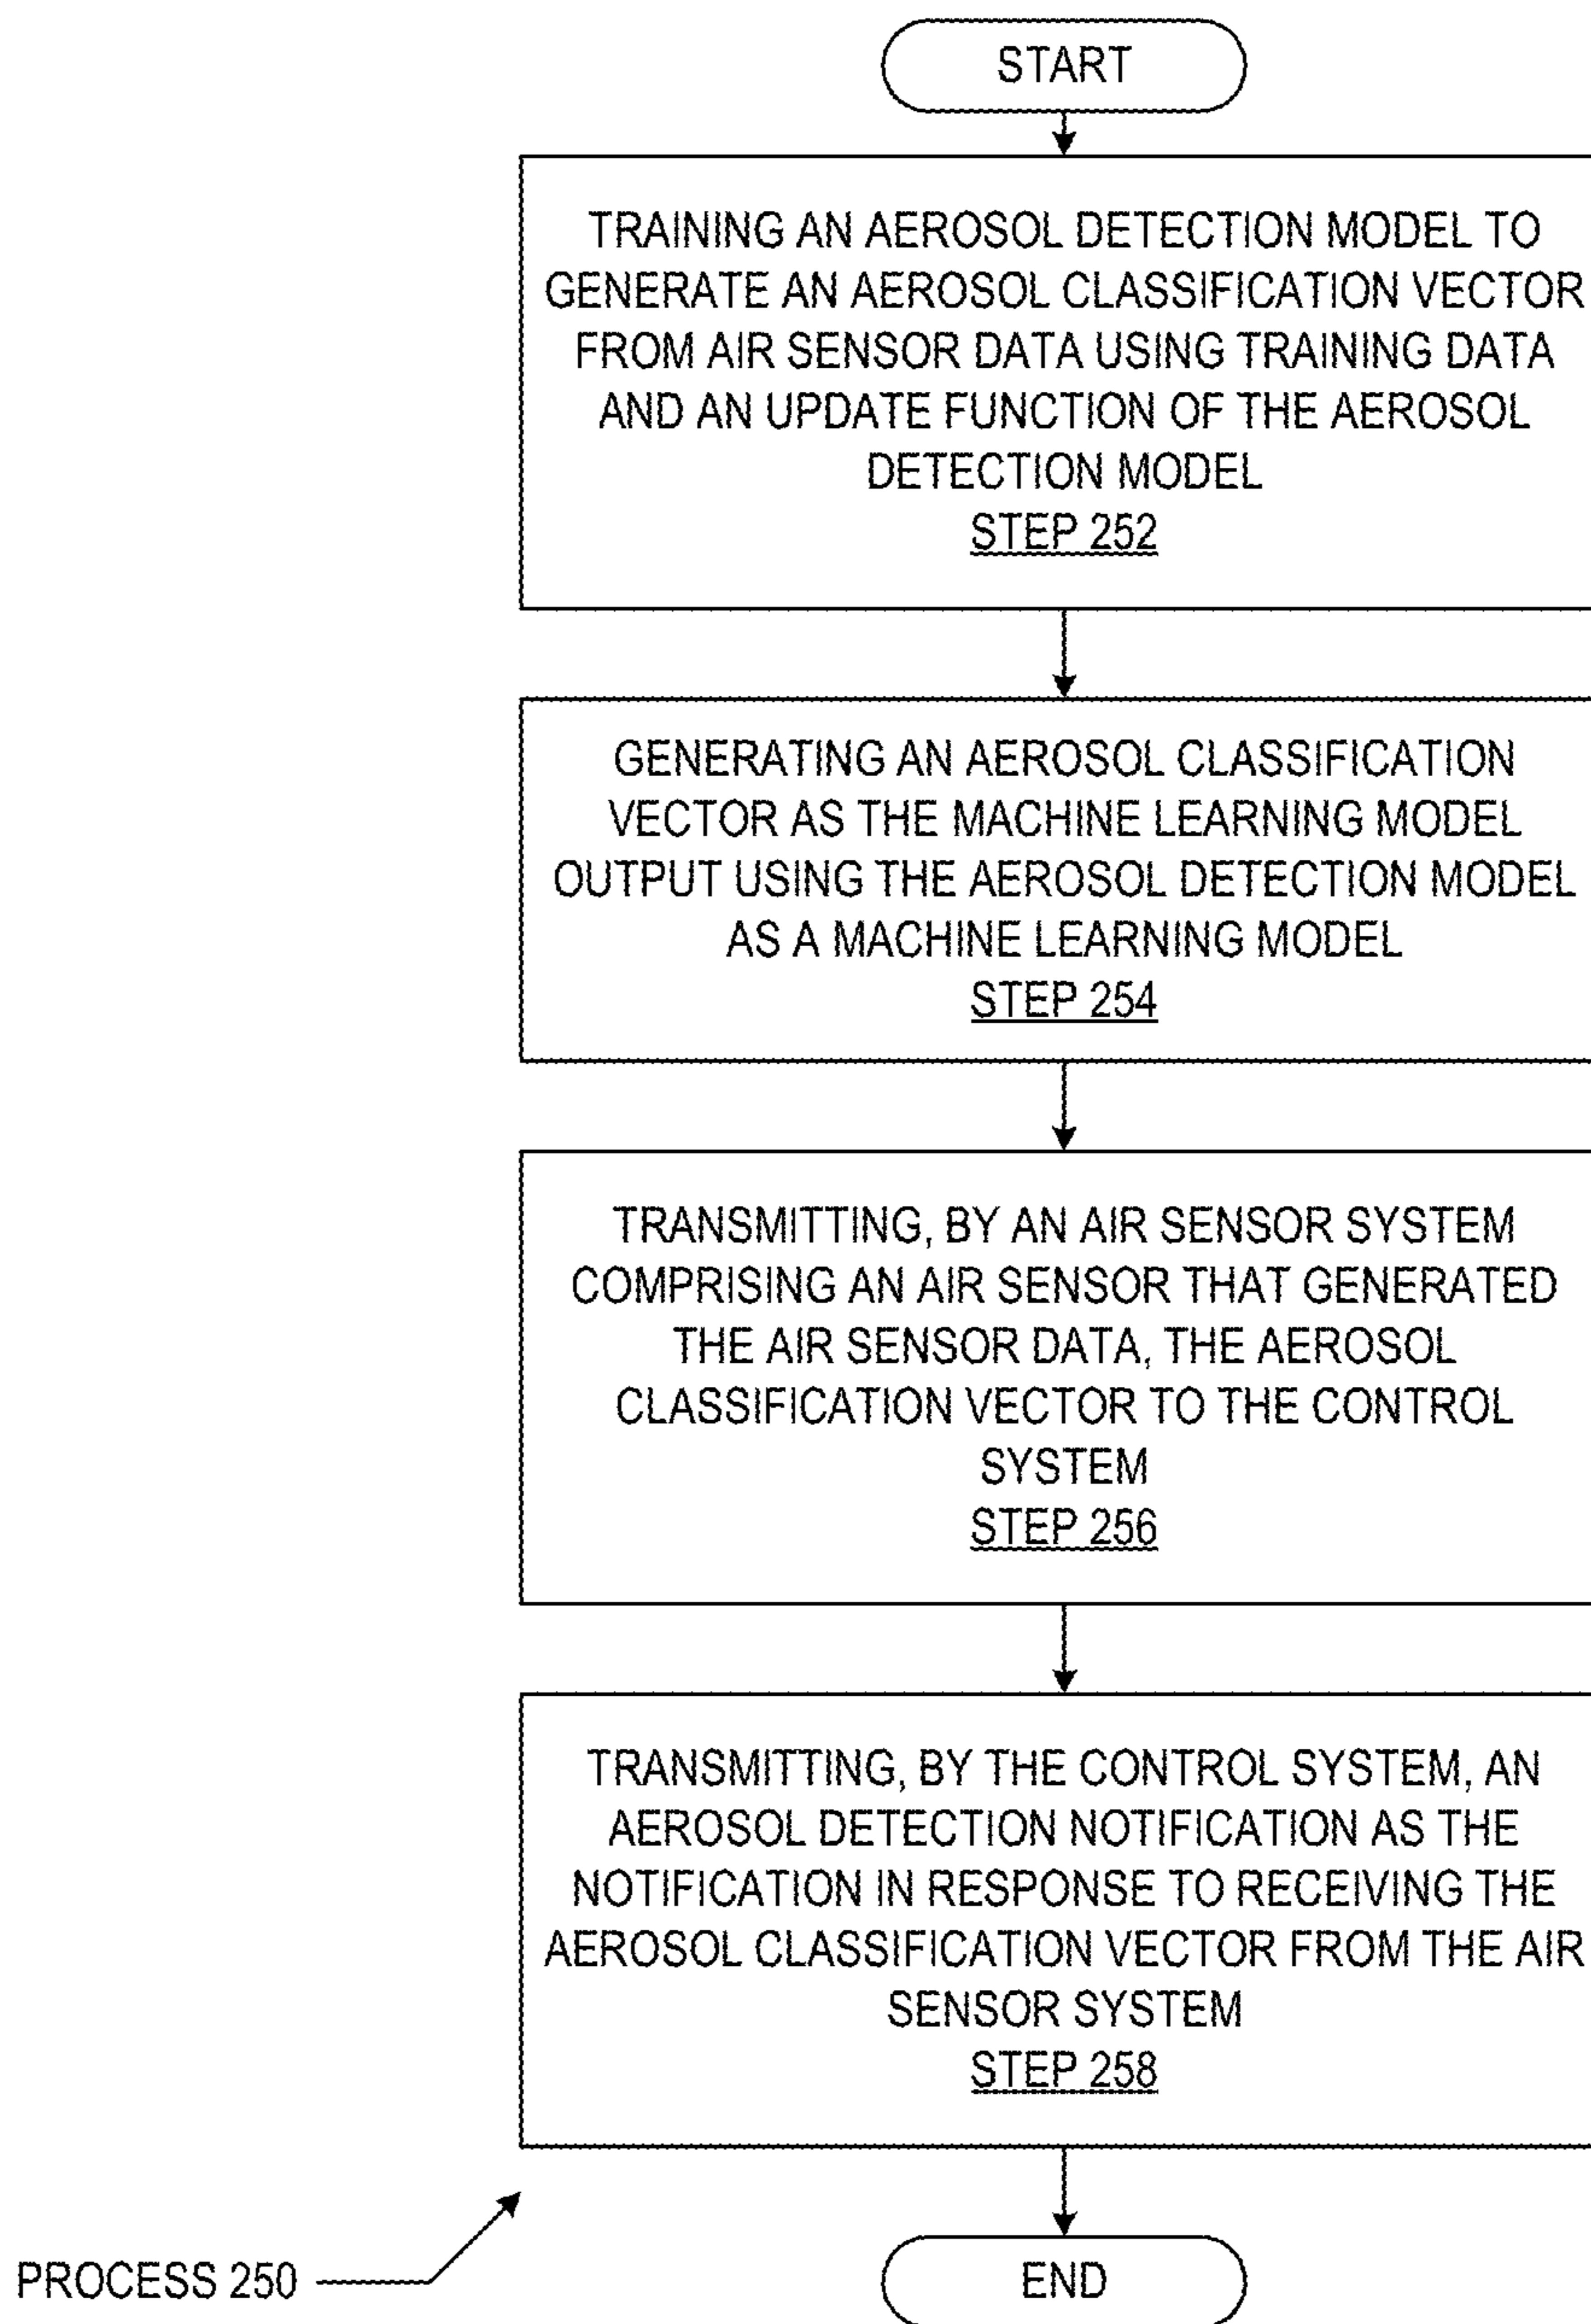 START
TRAINING AN AEROSOL DETECTION MODEL TO
GENERATE AN AEROSOL CLASSIFICATION VECTOR
FROM AIR SENSOR DATA USING TRAINING DATA
AND AN UPDATE FUNCTION OF THE AEROSOL
DETECTION MODEL
STEP 252
GENERATING AN AEROSOL CLASSIFICATION
VECTOR AS THE MACHINE LEARNING MODEL
OUTPUT USING THE AEROSOL DETECTION MODEL
AS A MACHINE LEARNING MODEL
STEP 254
TRANSMITTING, BY AN AIR SENSOR SYSTEM
COMPRISING AN AIR SENSOR THAT GENERATED
THE AIR SENSOR DATA, THE AEROSOL
CLASSIFICATION VECTOR TO THE CONTROL
SYSTEM
STEP 256
TRANSMITTING, BY THE CONTROL SYSTEM, AN
AEROSOL DETECTION NOTIFICATION AS THE
NOTIFICATION IN RESPONSE TO RECEIVING THE
AEROSOL CLASSIFICATION VECTOR FROM THE AIR
SENSOR SYSTEM
STEP 258
PROCESS 250
END